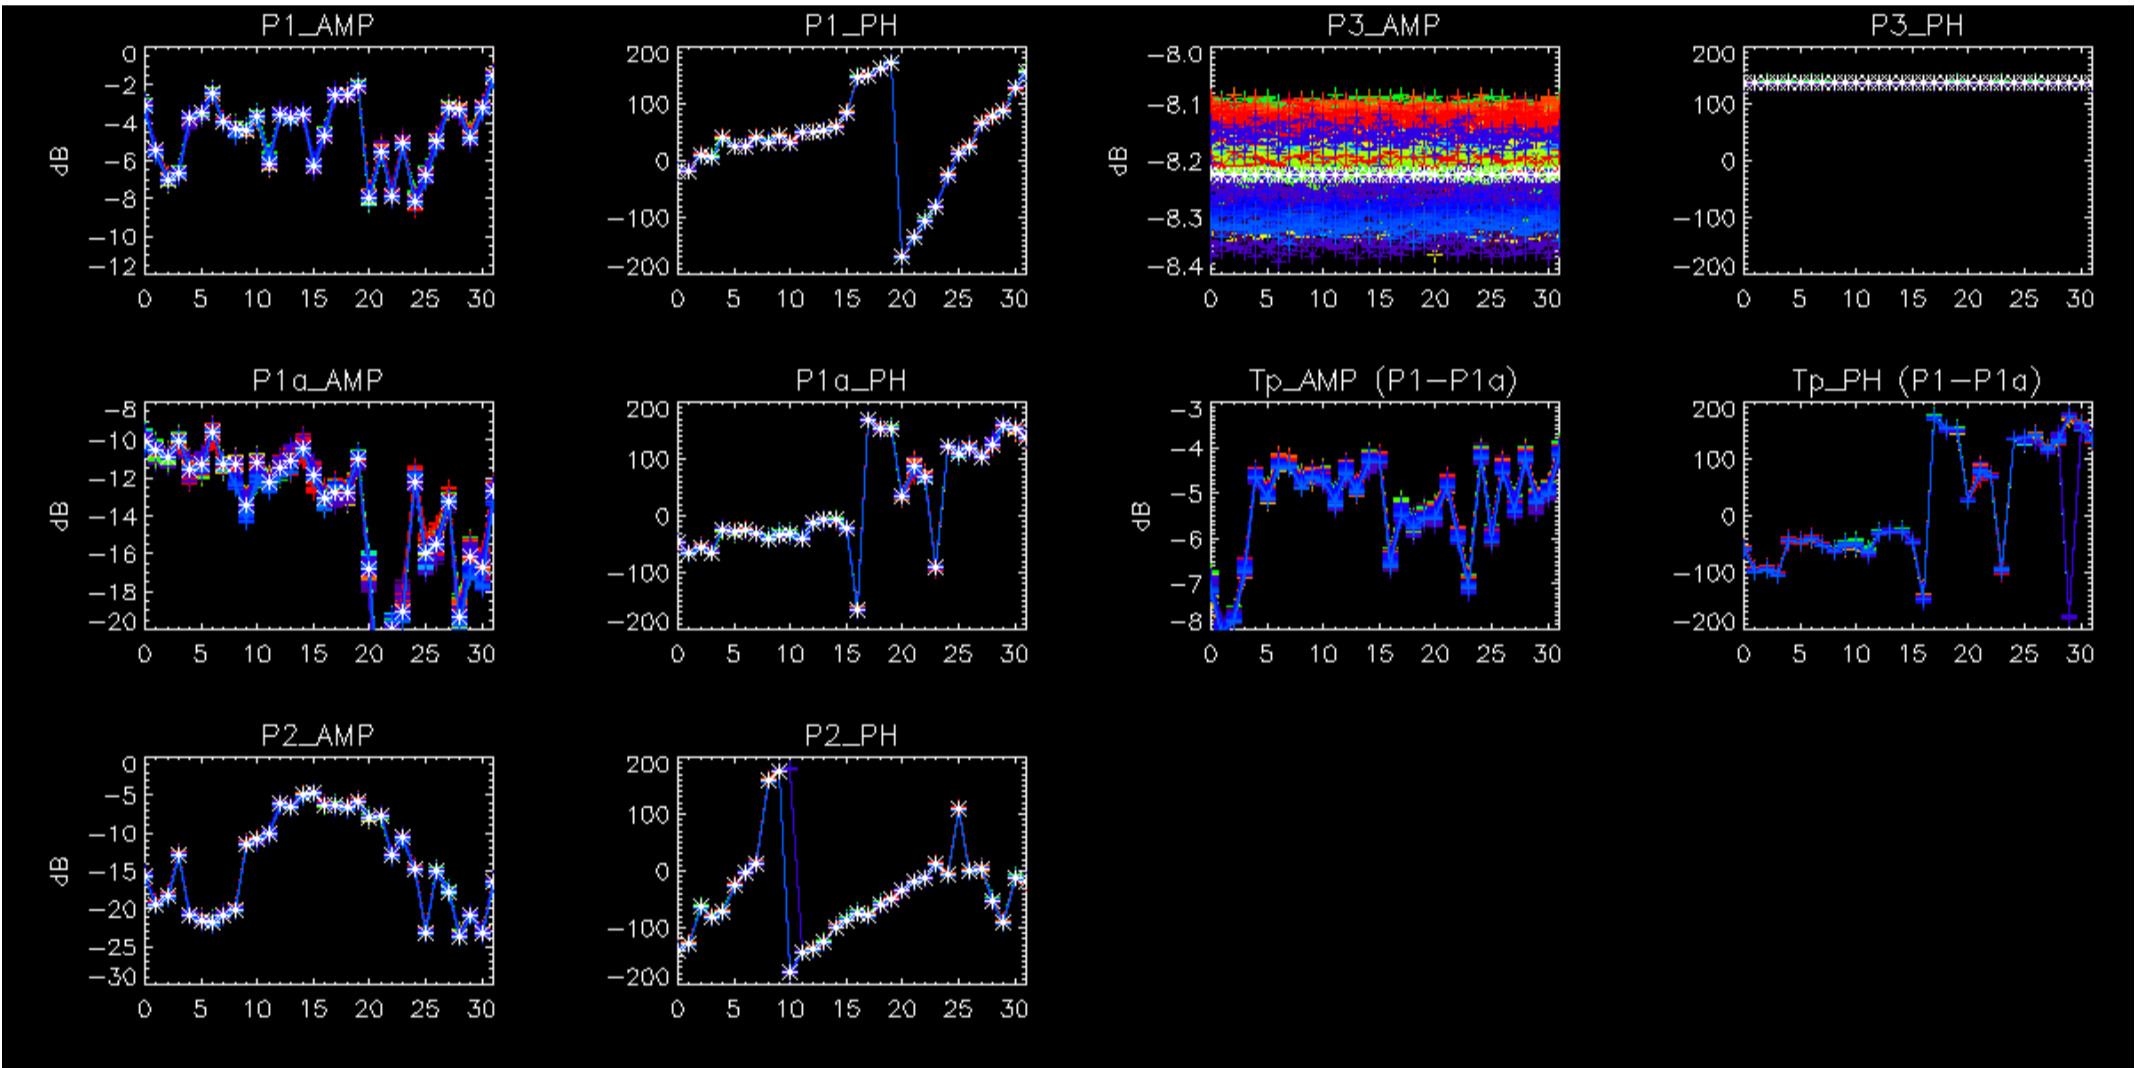 P1_AMP
P1_PH
P3_AMP
P3_PH
0
−2
−4
−6
−8
−10
−12
dB
0 5 10 15 20 25 30
200
100
0
−100
−200
0 5 10 15 20 25 30
−8.0
−8.1
−8.2
−8.3
−8.4
dB
0 5 10 15 20 25 30
200
100
0
−100
−200
0 5 10 15 20 25 30
P1a_AMP
P1a_PH
Tp_AMP (P1−P1a)
Tp_PH (P1−P1a)
−8
−10
−12
−14
−16
−18
−20
dB
0 5 10 15 20 25 30
200
100
0
−100
−200
0 5 10 15 20 25 30
−3
−4
−5
−6
−7
−8
dB
0 5 10 15 20 25 30
200
100
0
−100
−200
0 5 10 15 20 25 30
P2_AMP
P2_PH
0
−5
−10
−15
−20
−25
−30
dB
0 5 10 15 20 25 30
200
100
0
−100
−200
0 5 10 15 20 25 30